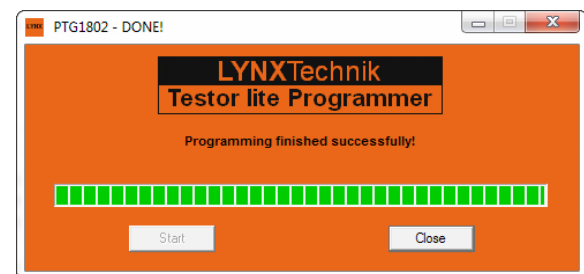 LYNX PTG1802 - DONE!
LYNXTechnik
Testor lite Programmer
Programming finished successfully!
Start Close